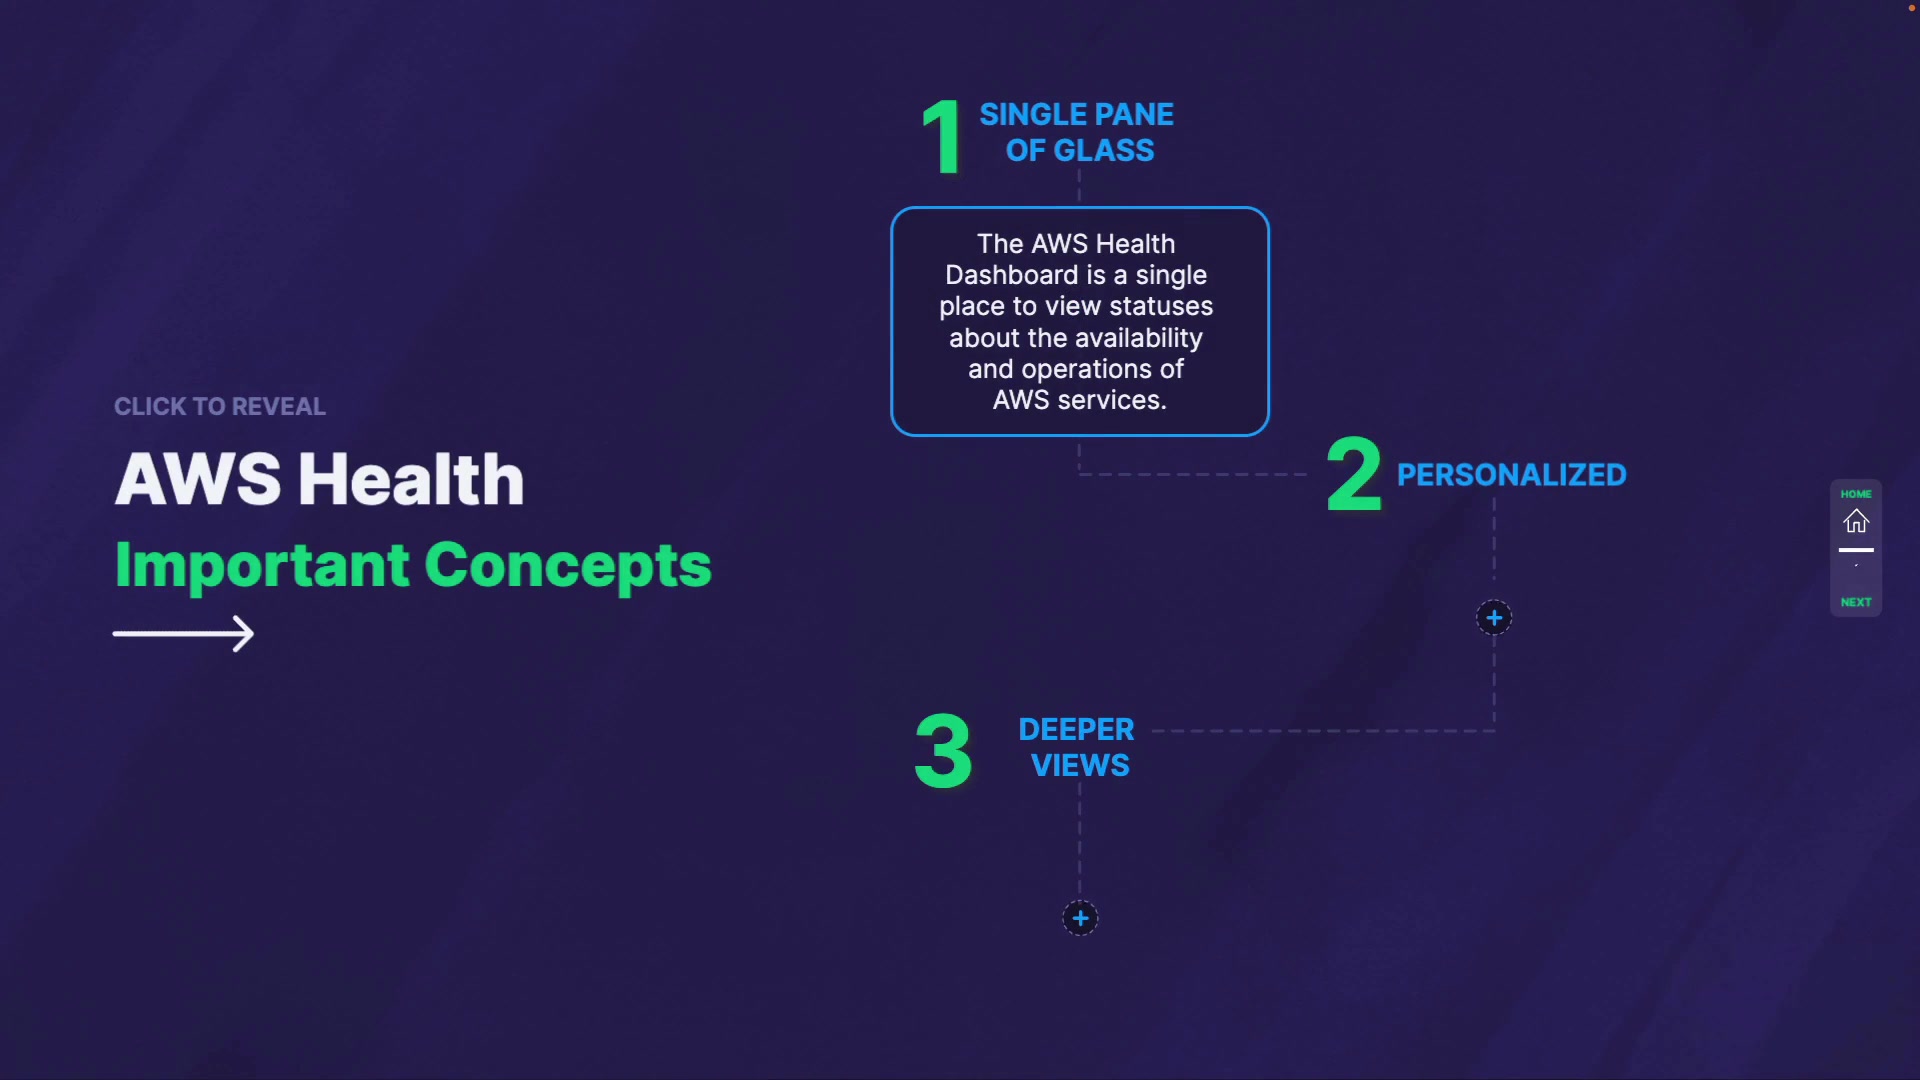 CLICK TO REVEAL
AWS Health
Important Concepts
1
SINGLE PANE
OF GLASS
The AWS Health
Dashboard is a single
place to view statuses
about the availability
and operations of
AWS services.
2
PERSONALIZED
3
DEEPER
VIEWS
HOME
NEXT